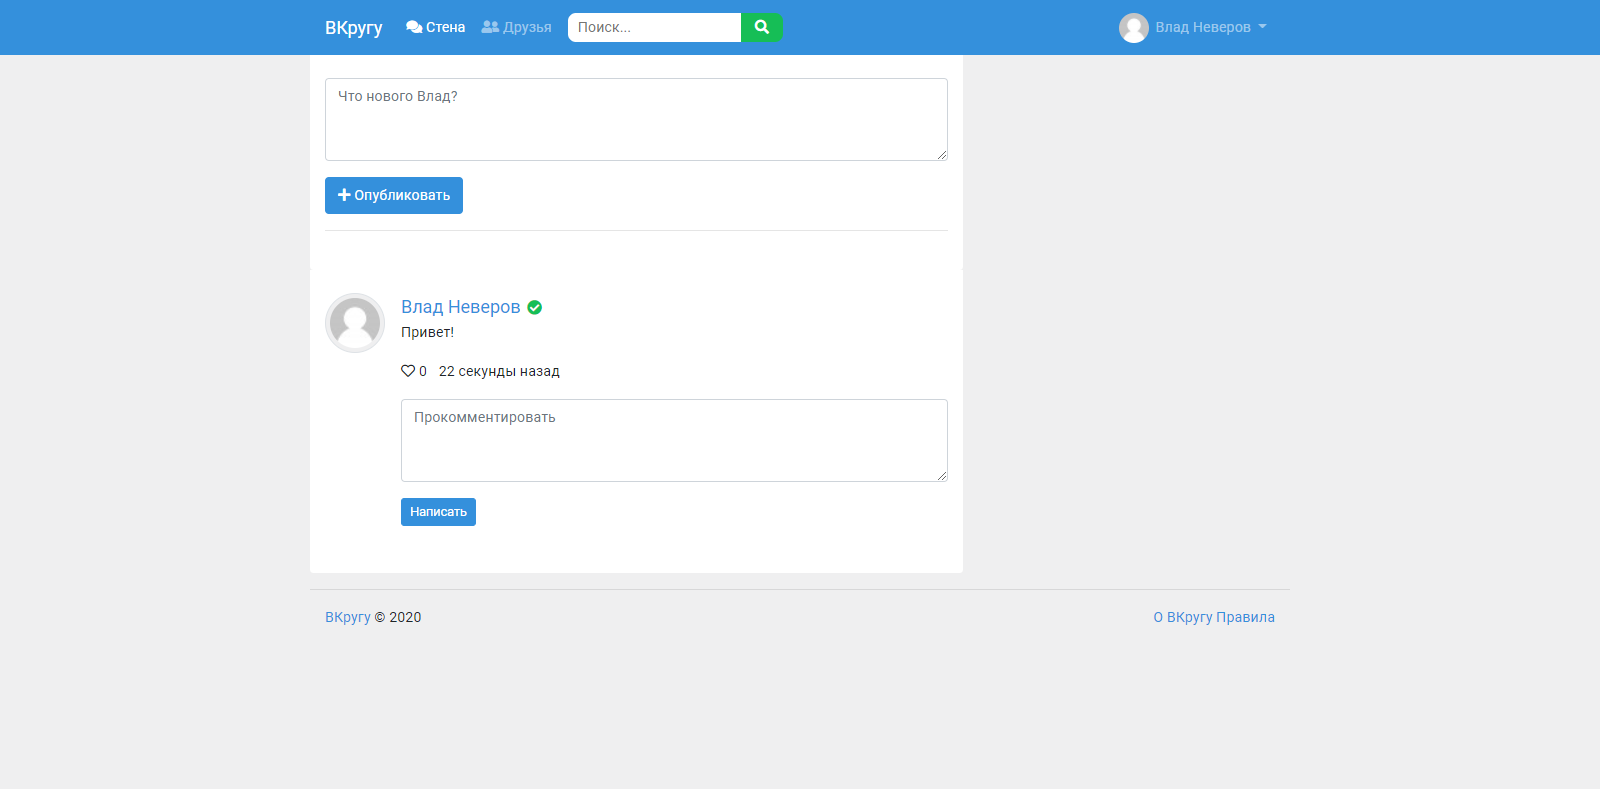 ВКругу Стена Друзья Поиск... Влад Неверов
Что нового Влад?
Опубликовать
Влад Неверов
Привет!
0 22 секунды назад
Прокомментировать
Написать
ВКругу © 2020 О ВКругу Правила